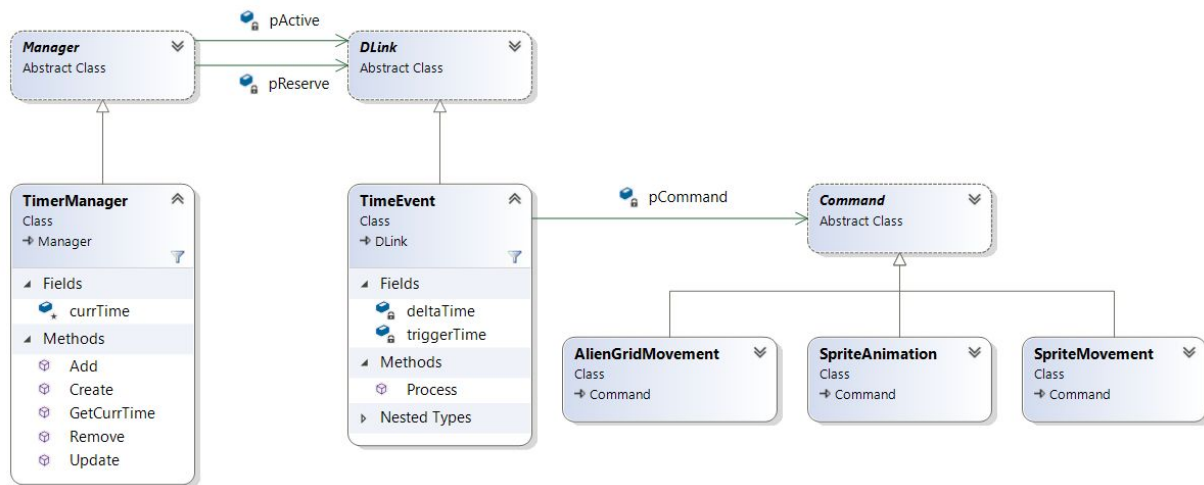 pActive
Manager
Abstract Class
DLink
Abstract Class
pReserve
TimerManager
Class
Manager
Fields
currTime
Methods
Add
Create
GetCurrTime
Remove
Update
TimeEvent
Class
DLink
Fields
deltaTime
triggerTime
Methods
Process
Nested Types
pCommand
Command
Abstract Class
AlienGridMovement
Class
Command
SpriteAnimation
Class
Command
SpriteMovement
Class
Command